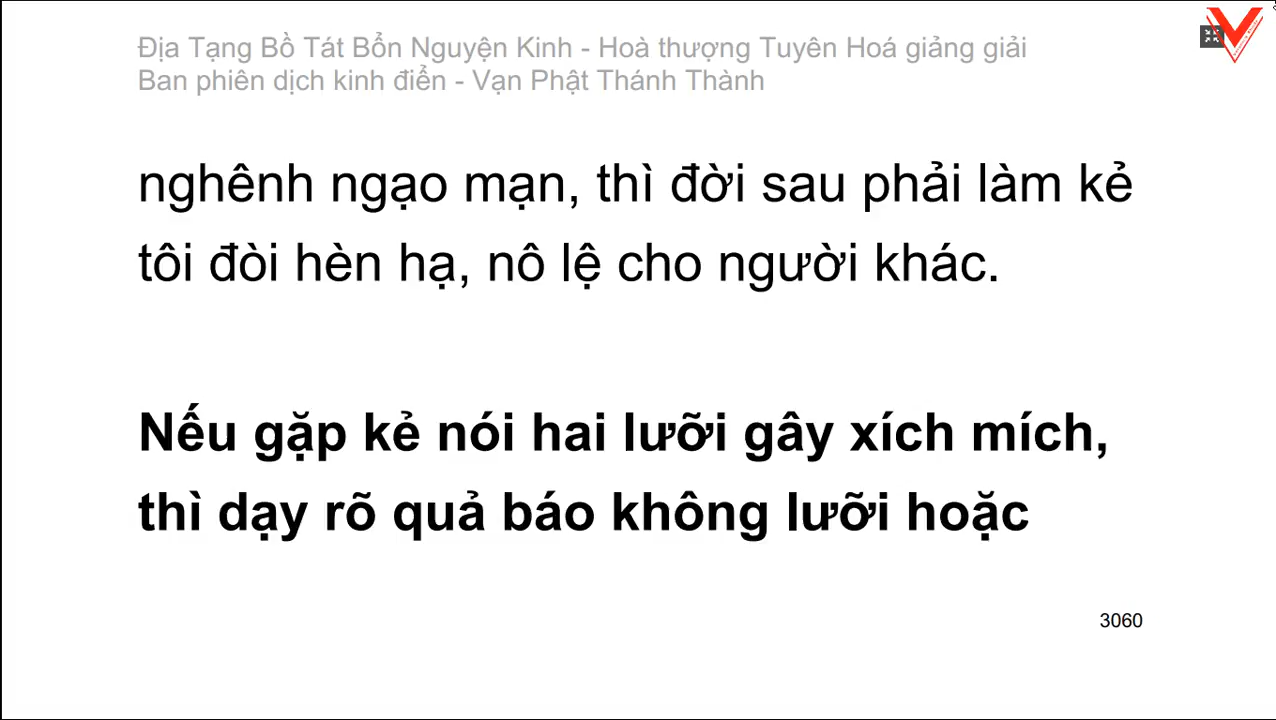 Địa Tạng Bồ Tát Bổn Nguyện Kinh - Hoà thượng Tuyên Hoá giảng giải
Ban phiên dịch kinh điển - Vạn Phật Thánh Thành
nghênh ngạo mạn, thì đời sau phải làm kẻ
tôi đòi hèn hạ, nô lệ cho người khác.
Nếu gặp kẻ nói hai lưỡi gây xích mích,
thì dạy rõ quả báo không lưỡi hoặc
3060